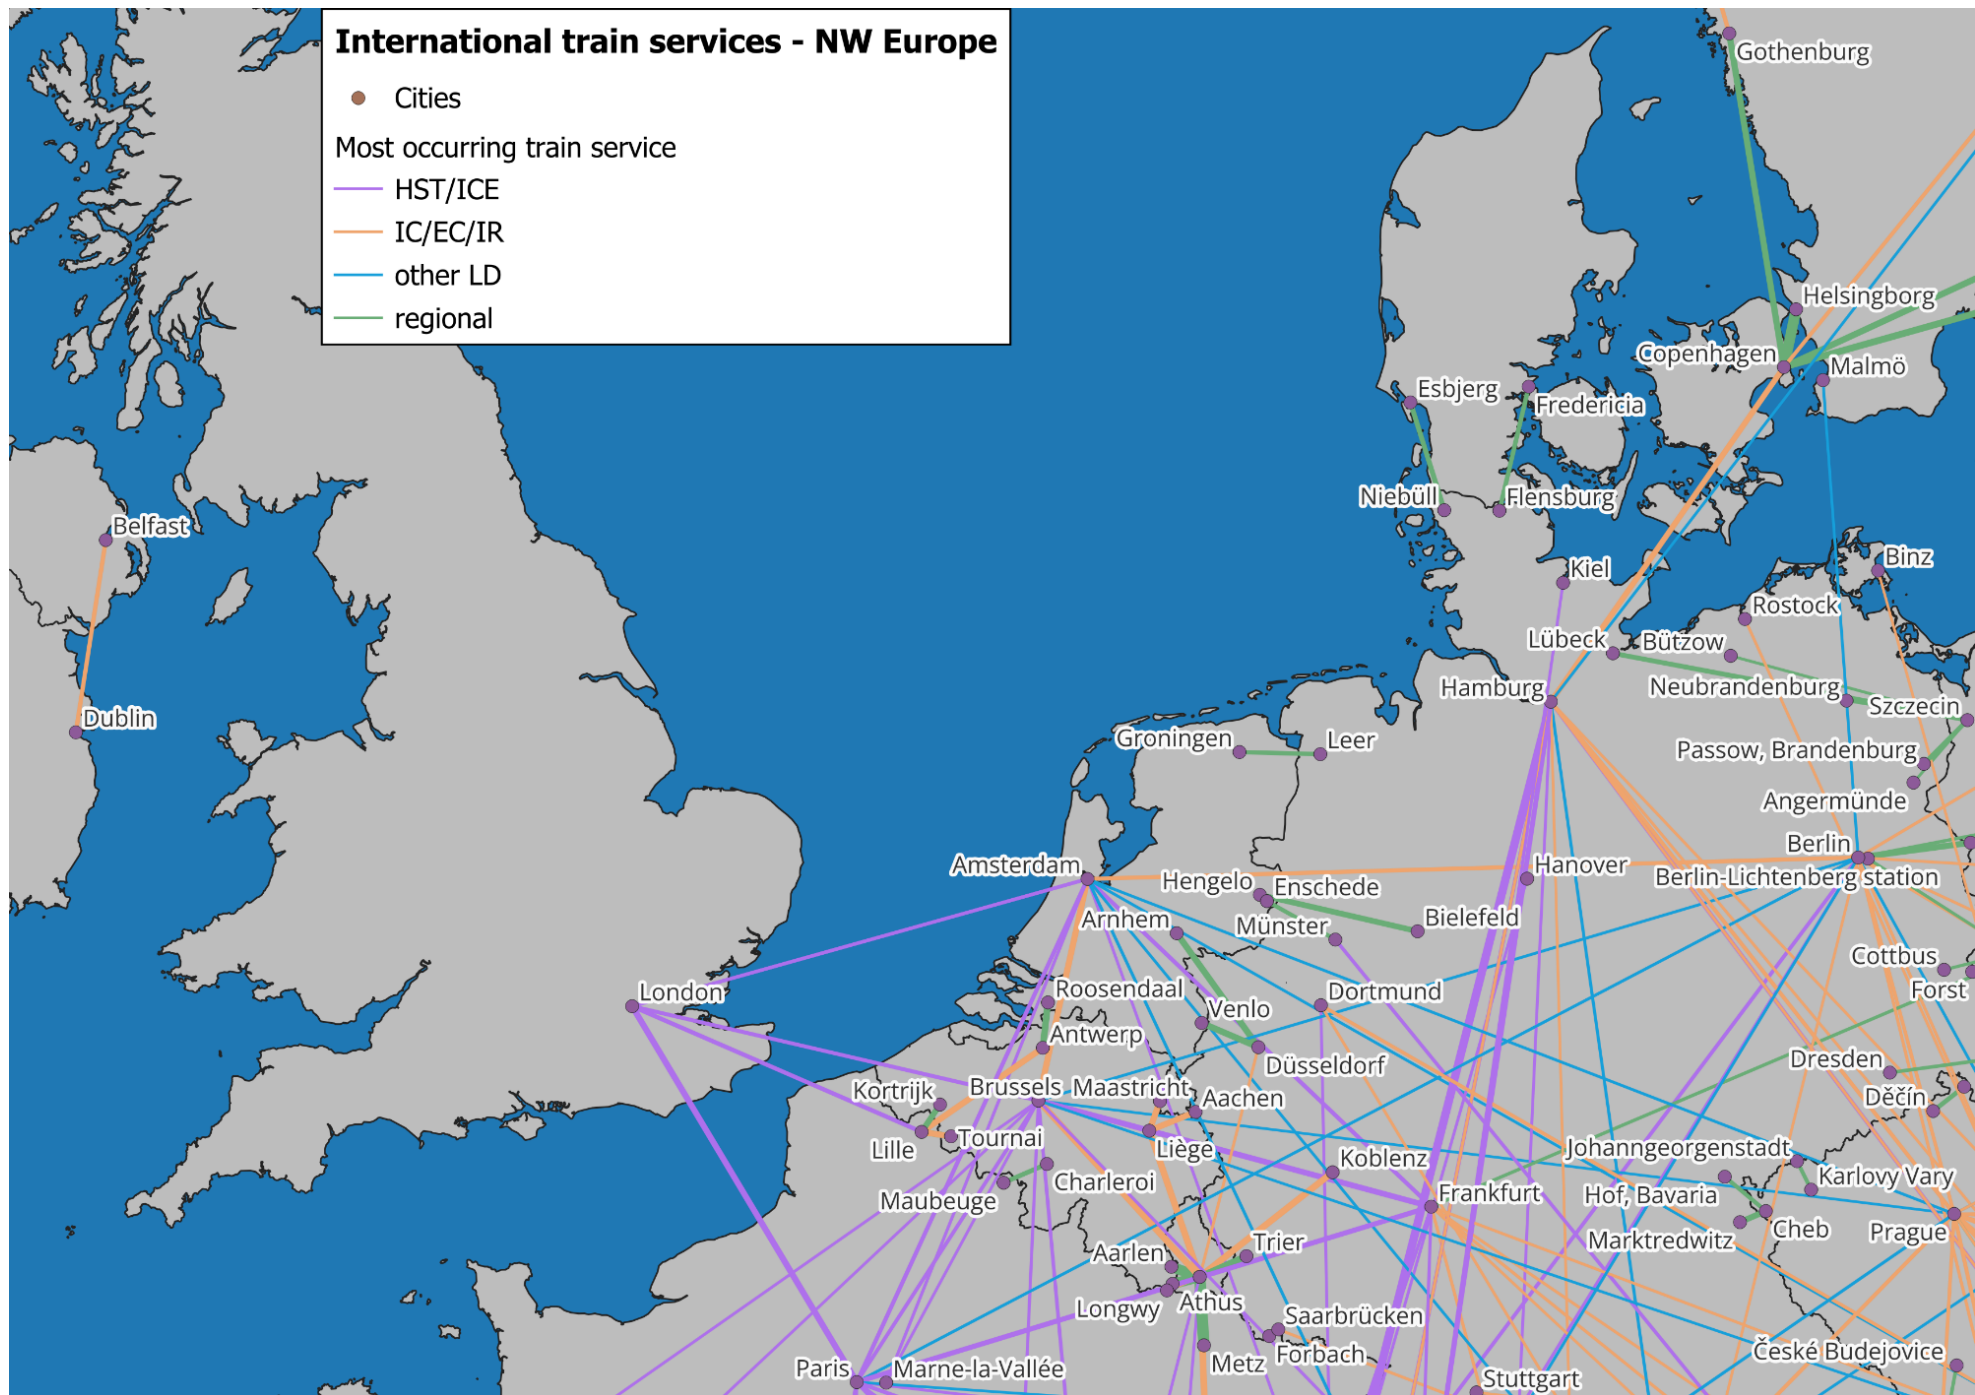 International train services - NW Europe
Cities
Most occurring train service
HST/ICE
IC/EC/IR
other LD
regional
Gothenburg
Helsingborg
Copenhagen
Malmö
Esbjerg
Fredericia
Niebüll
Flensburg
Belfast
Binz
Kiel
Rostock
Lübeck
Bützow
Hamburg
Neubrandenburg
Szczecin
Dublin
Groningen
Leer
Passow, Brandenburg
Angermünde
Berlin
Amsterdam
Hanover
Berlin-Lichtenberg station
Hengelo
Enschede
Arnhem
Münster
Bielefeld
Cottbus
London
Roosendaal
Dortmund
Forst
Venlo
Antwerp
Düsseldorf
Dresden
Kortrijk
Brussels
Maastricht
Aachen
Děčín
Lille
Tournai
Liège
Koblenz
Johanngeorgenstadt
Charleroi
Karlovy Vary
Maubeuge
Frankfurt
Hof, Bavaria
Cheb
Prague
Marktredwitz
Aarlen
Trier
Longwy
Athus
Saarbrücken
Forbach
České Budejovice
Metz
Paris
Marne-la-Vallée
Stuttgart